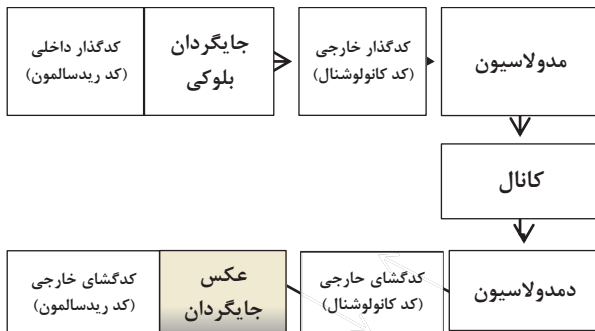 کدگذار داخلی
(کد ریدسالمون)
جایگردان
بلوکی
کدگذار خارجی
(کد کانولوشنال)
مدولاسیون
کانال
دمدولاسیون
کدگشای حارجی
(کد کانولوشنال)
عکس
جایگردان
کدگشای خارجی
(کد ریدسالمون)